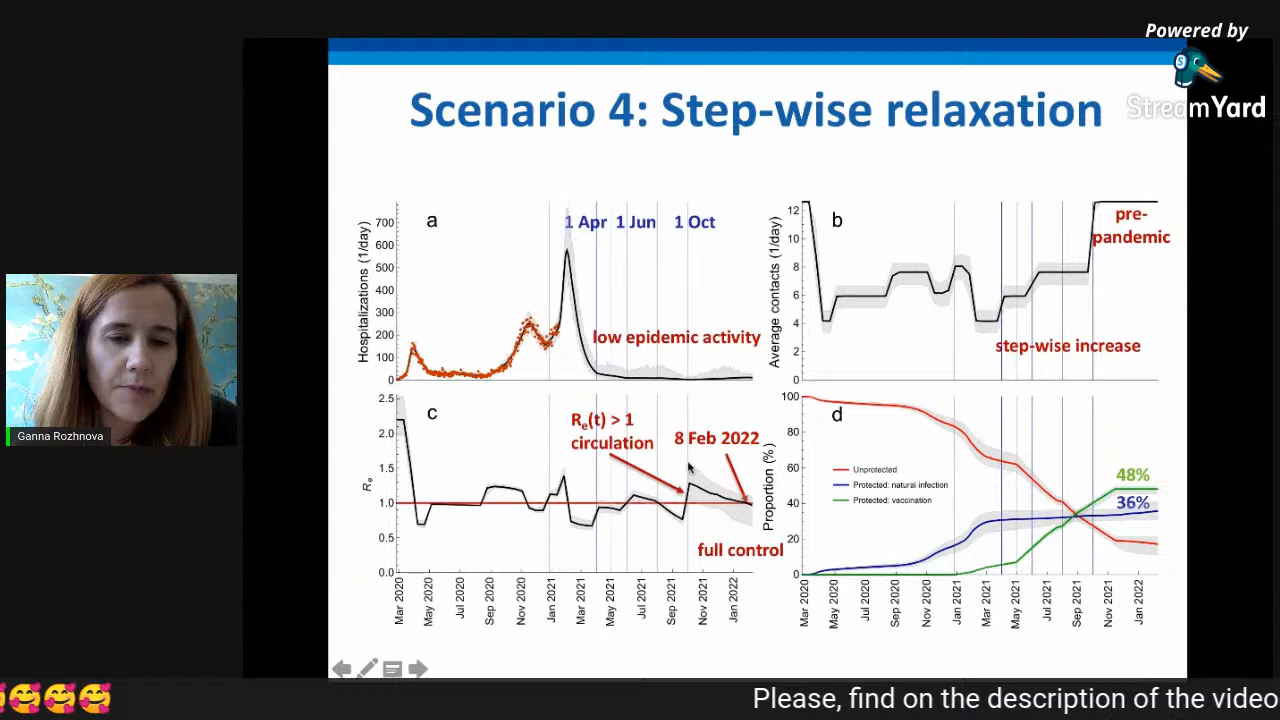 Powered by
StreamYard
Scenario 4: Step-wise relaxation
a
1 Apr 1 Jun 1 Oct
Hospitalizations (1/day)
700
600
500
400
300
200
100
0
low epidemic activity
b
pre-
pandemic
Average contacts (1/day)
12
10
8
6
4
2
0
step-wise increase
c
Re(t) > 1
circulation
8 Feb 2022
Re
2.5
2.0
1.5
1.0
0.5
0.0
full control
Mar 2020
May 2020
Jul 2020
Sep 2020
Nov 2020
Jan 2021
Mar 2021
May 2021
Jul 2021
Sep 2021
Nov 2021
Jan 2022
d
Proportion (%)
100
80
60
40
20
0
Unprotected
Protected: natural infection
Protected: vaccination
48%
36%
Mar 2020
May 2020
Jul 2020
Sep 2020
Nov 2020
Jan 2021
Mar 2021
May 2021
Jul 2021
Sep 2021
Nov 2021
Jan 2022
Ganna Rozhnova
Please, find on the description of the video